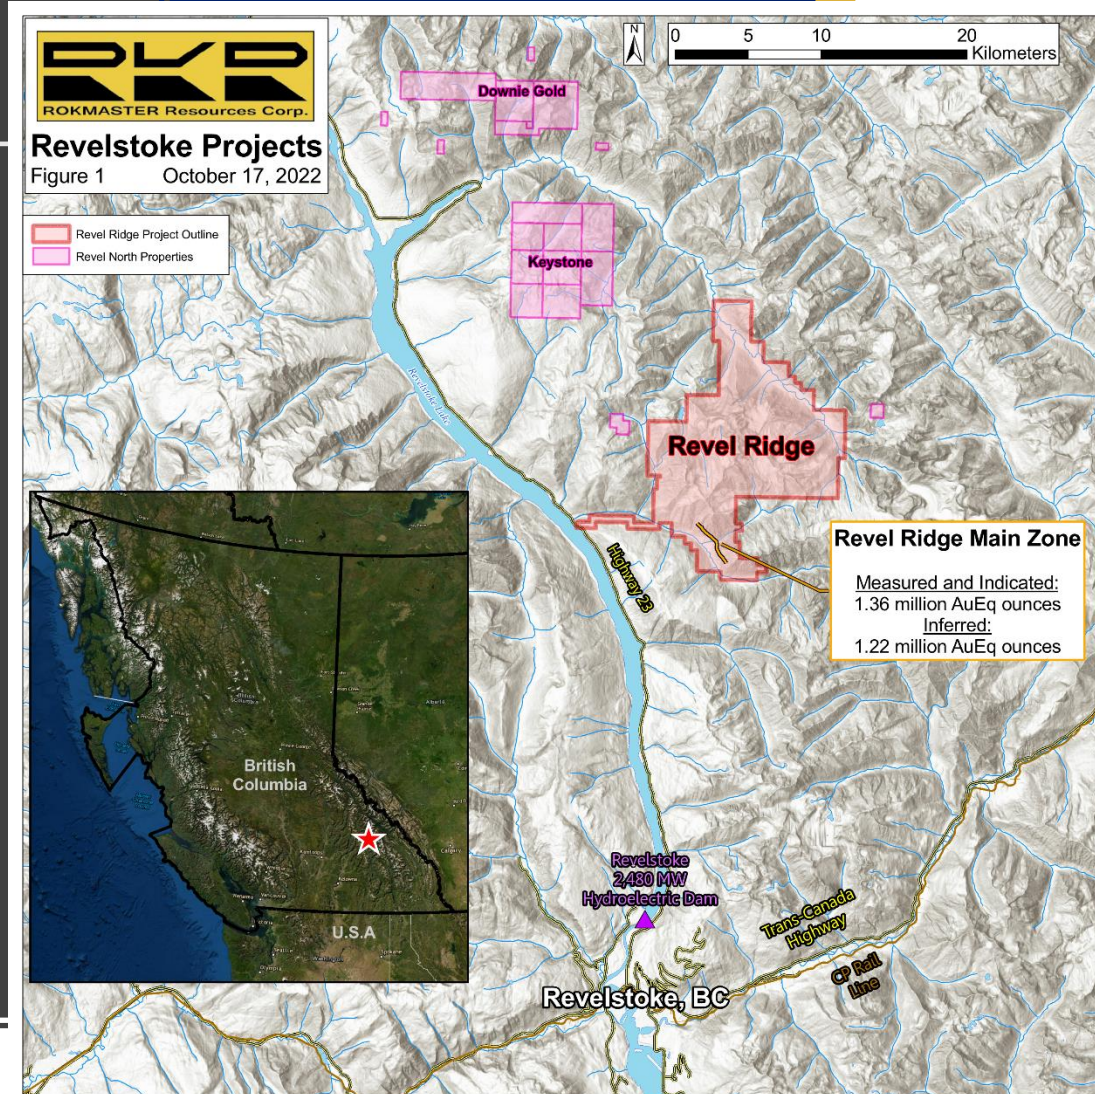 ROKMASTER Resources Corp.
Revelstoke Projects
Figure 1 October 17, 2022
N
0 5 10 20
Kilometers
Revel Ridge Project Outline
Revel North Properties
Downie Gold
Keystone
Revelstoke Lake
Revel Ridge
Highway 23
Revel Ridge Main Zone
Measured and Indicated:
1.36 million AuEq ounces
Inferred:
1.22 million AuEq ounces
British
Columbia
Alberta
Calgary
U.S.A
Revelstoke
2,480 MW
Hydroelectric Dam
Trans-Canada
Highway
CP Rail
Line
Revelstoke, BC